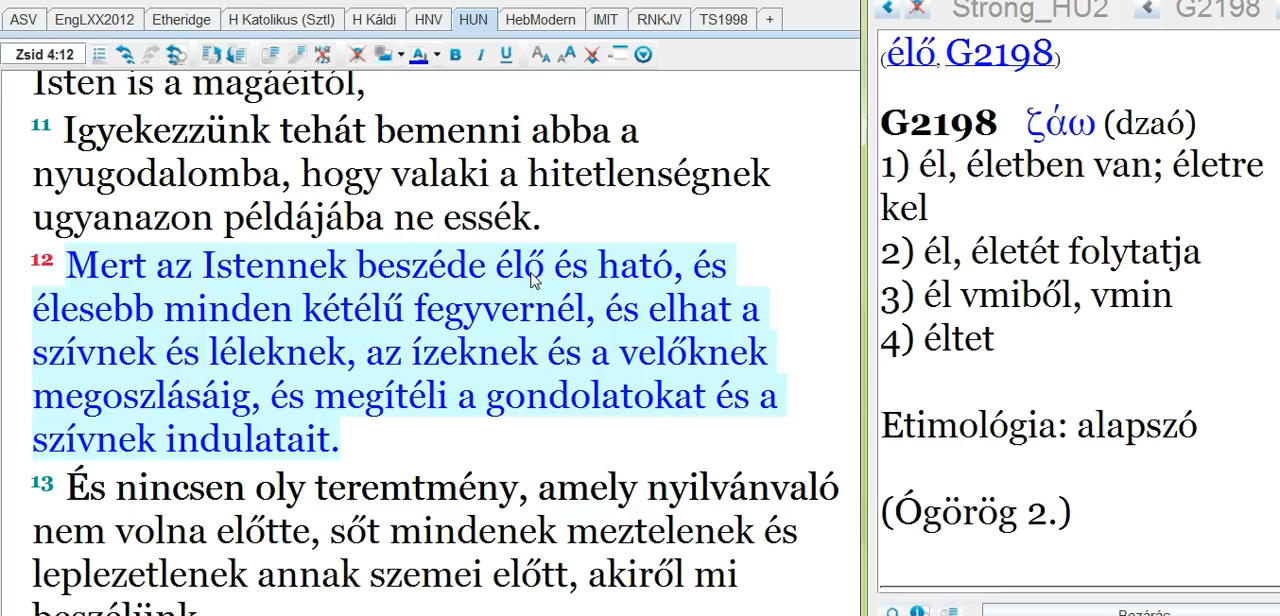 ASV EngLXX2012 Etheridge H Katolikus (Sztl) H Káldi HNV HUN HebModern IMIT RNKJV TS1998 +
Zsid 4:12
Isten is a magáéitól,
11 Igyekezzünk tehát bemenni abba a
nyugodalomba, hogy valaki a hitetlenségnek
ugyanazon példájába ne essék.
12 Mert az Istennek beszéde élő és ható, és
élesebb minden kétélű fegyvernél, és elhat a
szívnek és léleknek, az ízeknek és a velőknek
megoszlásáig, és megítéli a gondolatokat és a
szívnek indulatait.
13 És nincsen oly teremtmény, amely nyilvánvaló
nem volna előtte, sőt mindenek meztelenek és
leplezetlenek annak szemei előtt, akiről mi
beszélünk.
Strong_HU2 G2198
(élő, G2198)
G2198 ζάω (dzaó)
1) él, életben van; életre
kel
2) él, életét folytatja
3) él vmiből, vmin
4) éltet
Etimológia: alapszó
(Ógörög 2.)
Bezárás